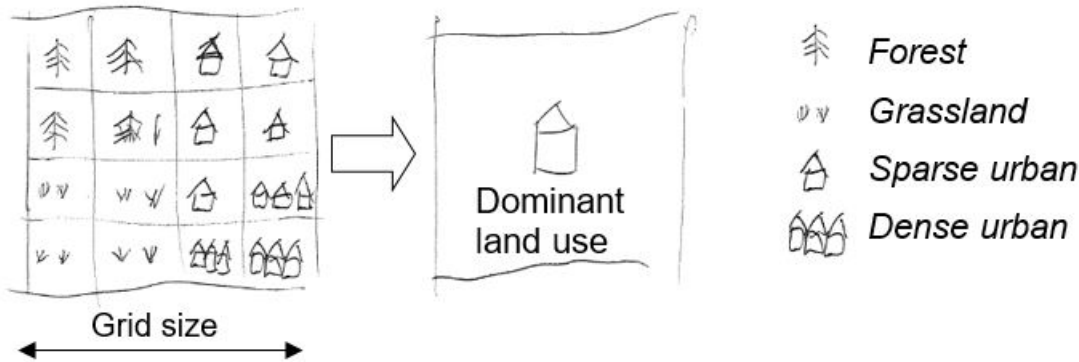 Forest
Grassland
Sparse urban
Dense urban
Dominant
land use
Grid size